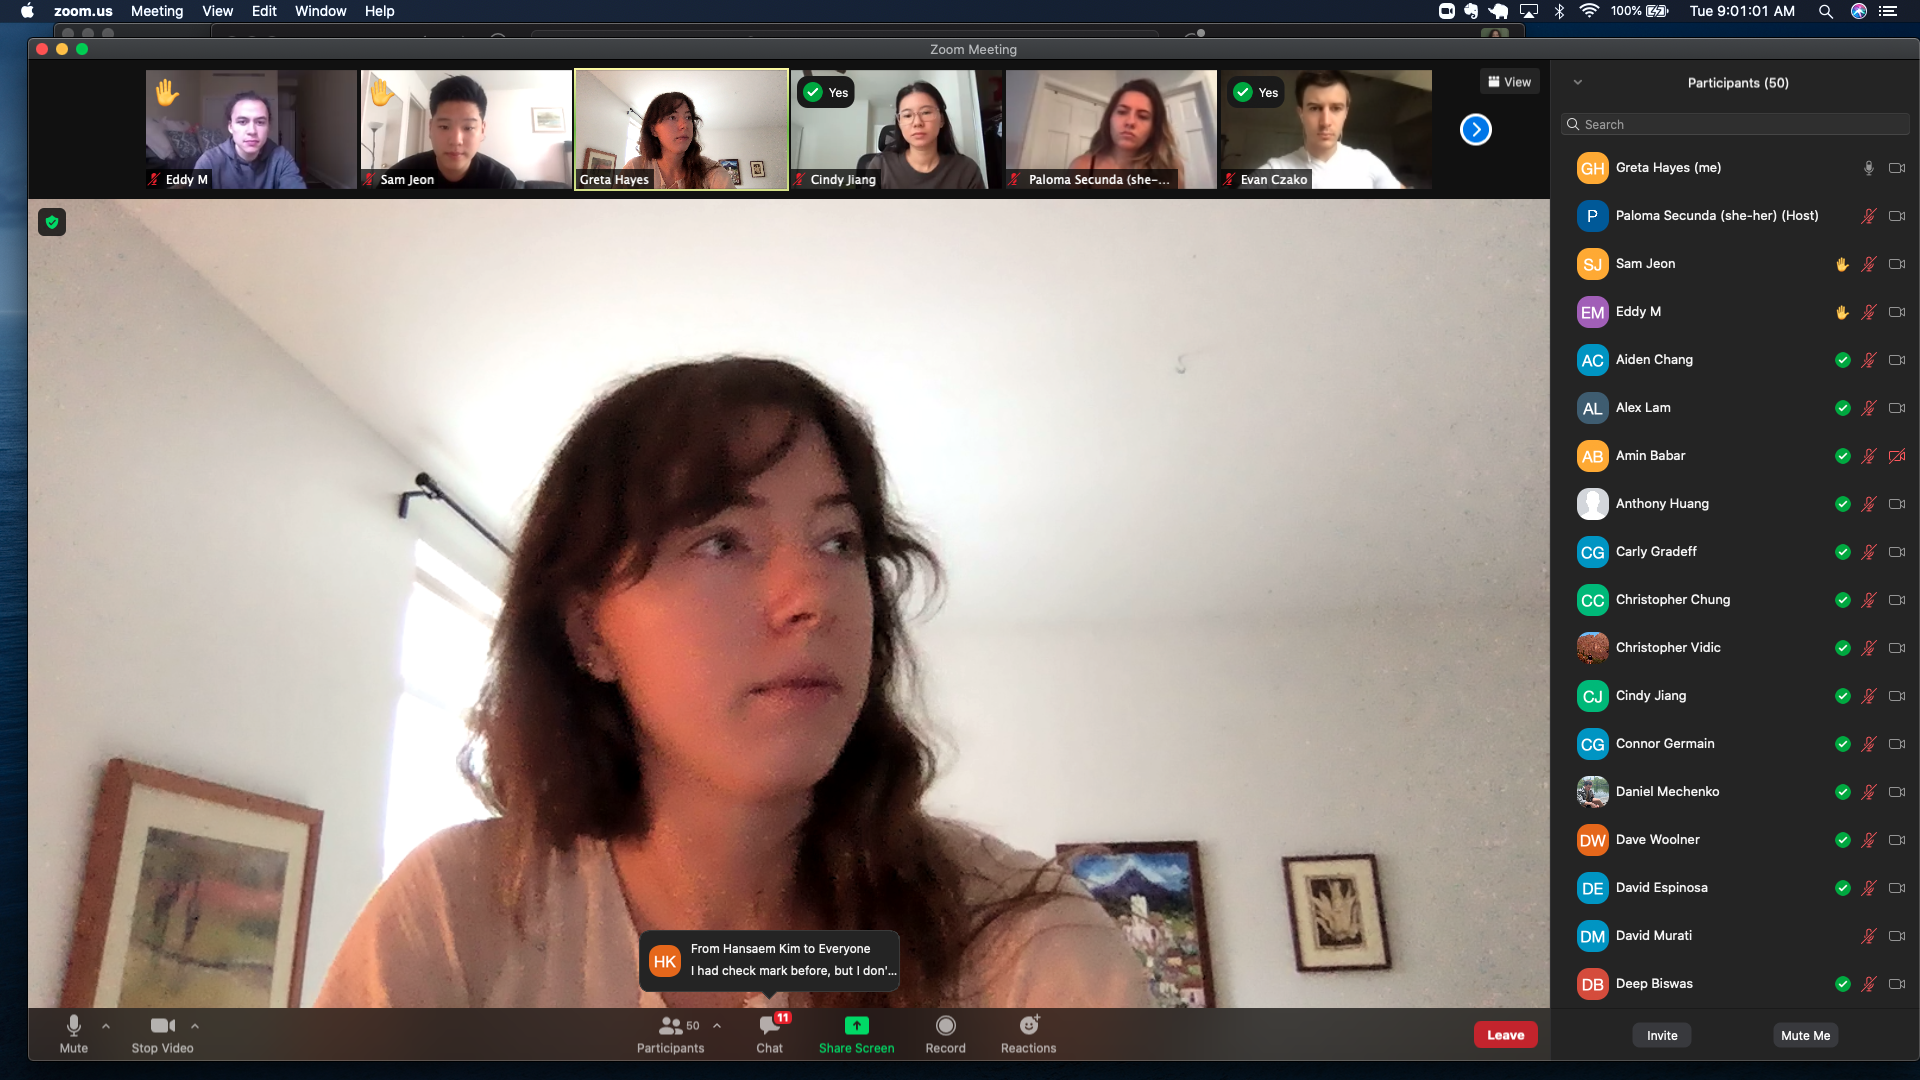 zoom.us Meeting View Edit Window Help 100% Tue 9:01:01 AM
Zoom Meeting
Eddy M
Sam Jeon
Greta Hayes
Yes
Cindy Jiang
Paloma Secunda (she-...
Yes
Evan Czako
View
Participants (50)
Search
GH Greta Hayes (me)
P Paloma Secunda (she-her) (Host)
SJ Sam Jeon
EM Eddy M
AC Aiden Chang
AL Alex Lam
AB Amin Babar
Anthony Huang
CG Carly Gradeff
CC Christopher Chung
Christopher Vidic
CJ Cindy Jiang
CG Connor Germain
Daniel Mechenko
DW Dave Woolner
DE David Espinosa
DM David Murati
DB Deep Biswas
HK From Hansaem Kim to Everyone
I had check mark before, but I don'...
Mute
Stop Video
50
Participants
11
Chat
Share Screen
Record
Reactions
Leave
Invite
Mute Me